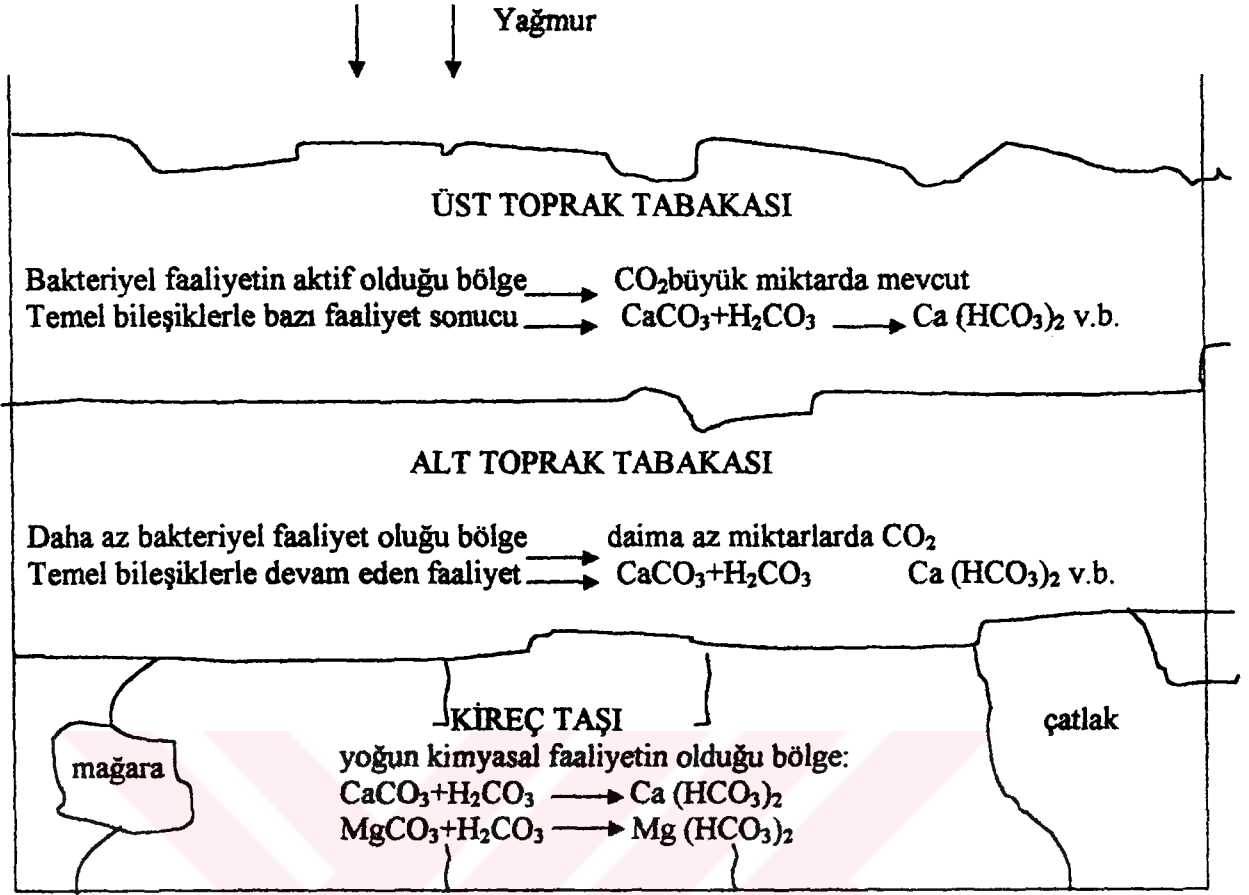 Yağmur
ÜST TOPRAK TABAKASI
Bakteriyel faaliyetin aktif olduğu bölge → CO₂büyük miktarda mevcut
Temel bileşiklerle bazı faaliyet sonucu → CaCO₃+H₂CO₃ → Ca (HCO₃)₂ v.b.
ALT TOPRAK TABAKASI
Daha az bakteriyel faaliyet oluğu bölge → daima az miktarlarda CO₂
Temel bileşiklerle devam eden faaliyet → CaCO₃+H₂CO₃ Ca (HCO₃)₂ v.b.
KİREÇ TAŞI
çatlak
mağara
yoğun kimyasal faaliyetin olduğu bölge:
CaCO₃+H₂CO₃ → Ca (HCO₃)₂
MgCO₃+H₂CO₃ → Mg (HCO₃)₂